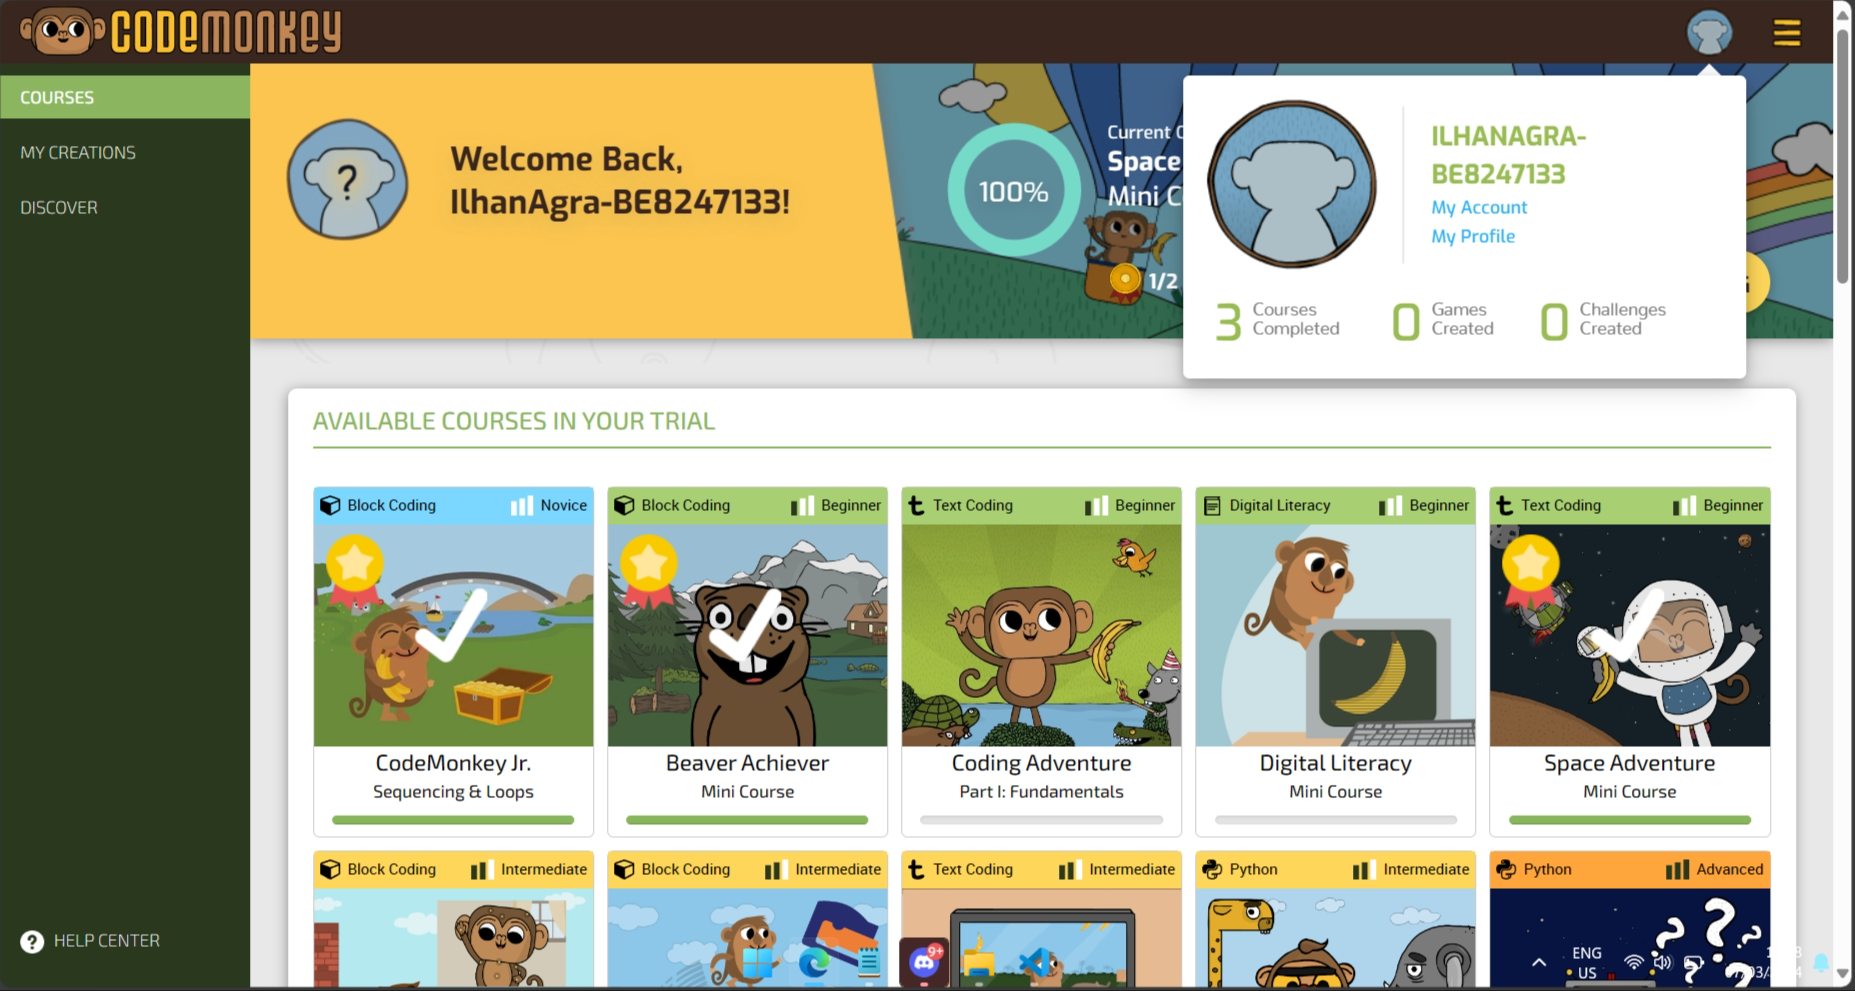 CODEMONKEY
COURSES
MY CREATIONS
DISCOVER
HELP CENTER
?
Welcome Back,
IlhanAgra-BE8247133!
100%
Current
Space
Mini
1/2
ILHANAGRA-
BE8247133
My Account
My Profile
3 Courses Completed
0 Games Created
0 Challenges Created
AVAILABLE COURSES IN YOUR TRIAL
Block Coding Novice
CodeMonkey Jr.
Sequencing & Loops
Block Coding Beginner
Beaver Achiever
Mini Course
Text Coding Beginner
Coding Adventure
Part I: Fundamentals
Digital Literacy Beginner
Digital Literacy
Mini Course
Text Coding Beginner
Space Adventure
Mini Course
Block Coding Intermediate
Block Coding Intermediate
Text Coding Intermediate
Python Intermediate
Python Advanced
9+
ENG
US